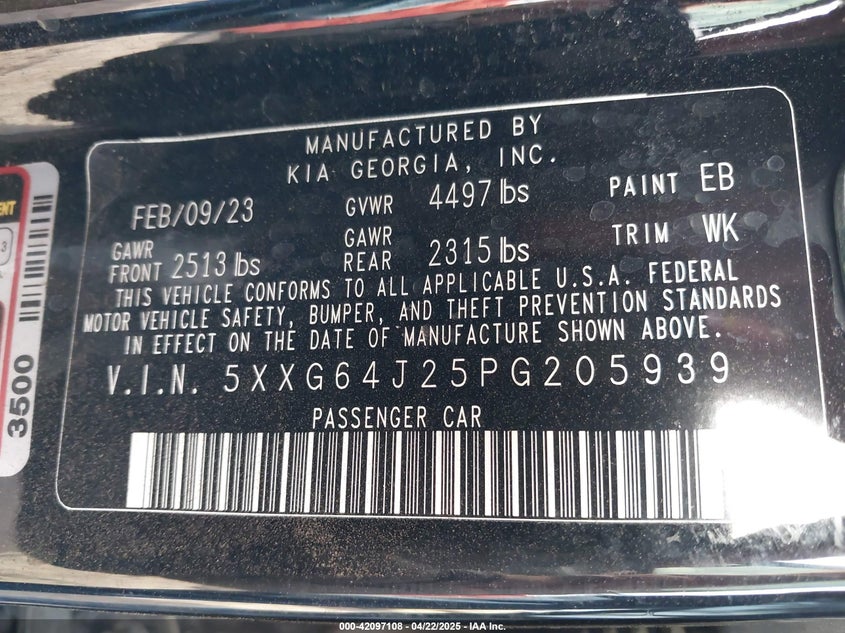 MANUFACTURED BY
KIA GEORGIA, INC.
FEB/09/23 GVWR 4497 lbs PAINT EB
GAWR FRONT 2513 lbs GAWR REAR 2315 lbs TRIM WK
THIS VEHICLE CONFORMS TO ALL APPLICABLE U.S.A. FEDERAL
MOTOR VEHICLE SAFETY, BUMPER, AND THEFT PREVENTION STANDARDS
IN EFFECT ON THE DATE OF MANUFACTURE SHOWN ABOVE.
V.I.N. 5XXG64J25PG205939
PASSENGER CAR
3500
000-42097108 - 04/22/2025 - IAA Inc.